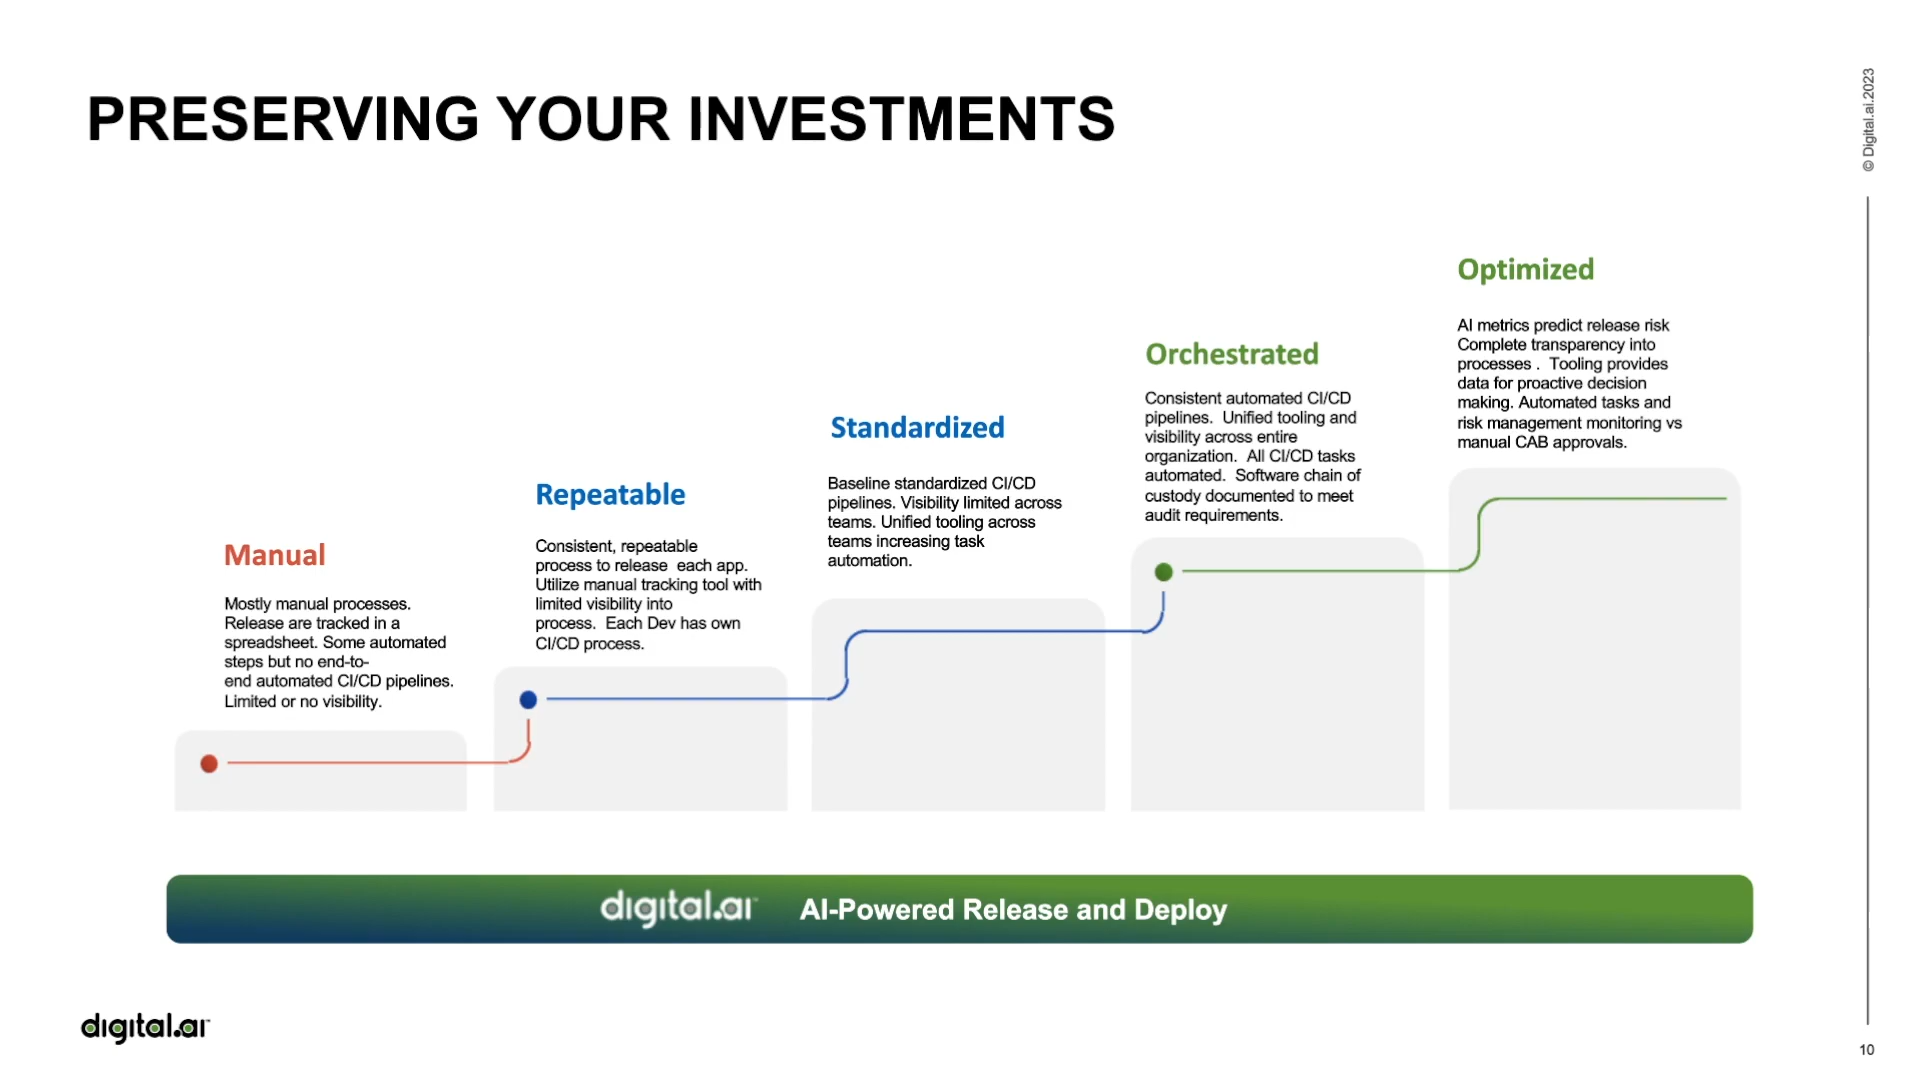 PRESERVING YOUR INVESTMENTS
© Digital.ai.2023
Manual
Mostly manual processes.
Release are tracked in a
spreadsheet. Some automated
steps but no end-to-
end automated CI/CD pipelines.
Limited or no visibility.
Repeatable
Consistent, repeatable
process to release each app.
Utilize manual tracking tool with
limited visibility into
process. Each Dev has own
CI/CD process.
Standardized
Baseline standardized CI/CD
pipelines. Visibility limited across
teams. Unified tooling across
teams increasing task
automation.
Orchestrated
Consistent automated CI/CD
pipelines. Unified tooling and
visibility across entire
organization. All CI/CD tasks
automated. Software chain of
custody documented to meet
audit requirements.
Optimized
AI metrics predict release risk
Complete transparency into
processes . Tooling provides
data for proactive decision
making. Automated tasks and
risk management monitoring vs
manual CAB approvals.
digital.ai AI-Powered Release and Deploy
digital.ai
10